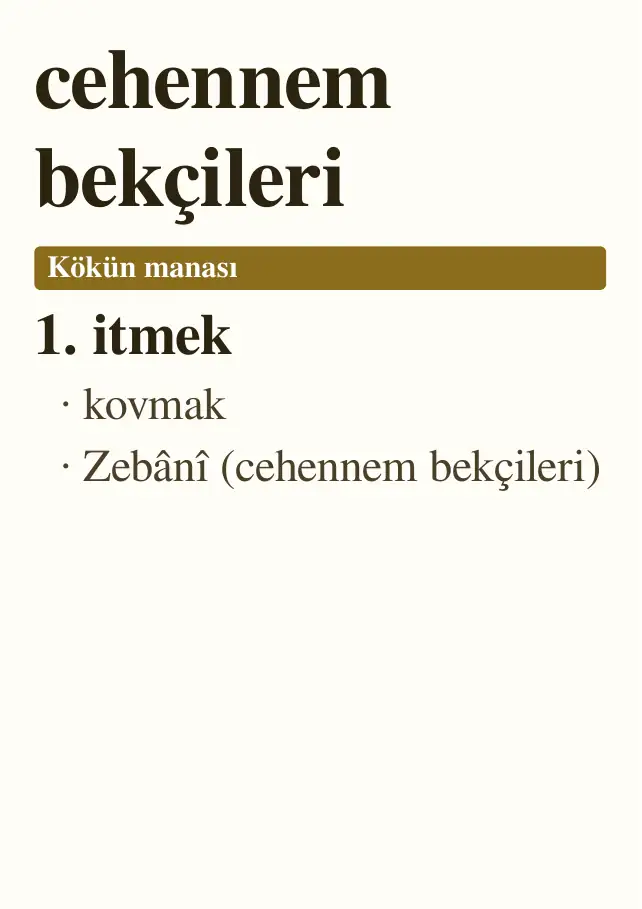 cehennem
bekçileri
Kökün manası
1. itmek
· kovmak
· Zebânî (cehennem bekçileri)